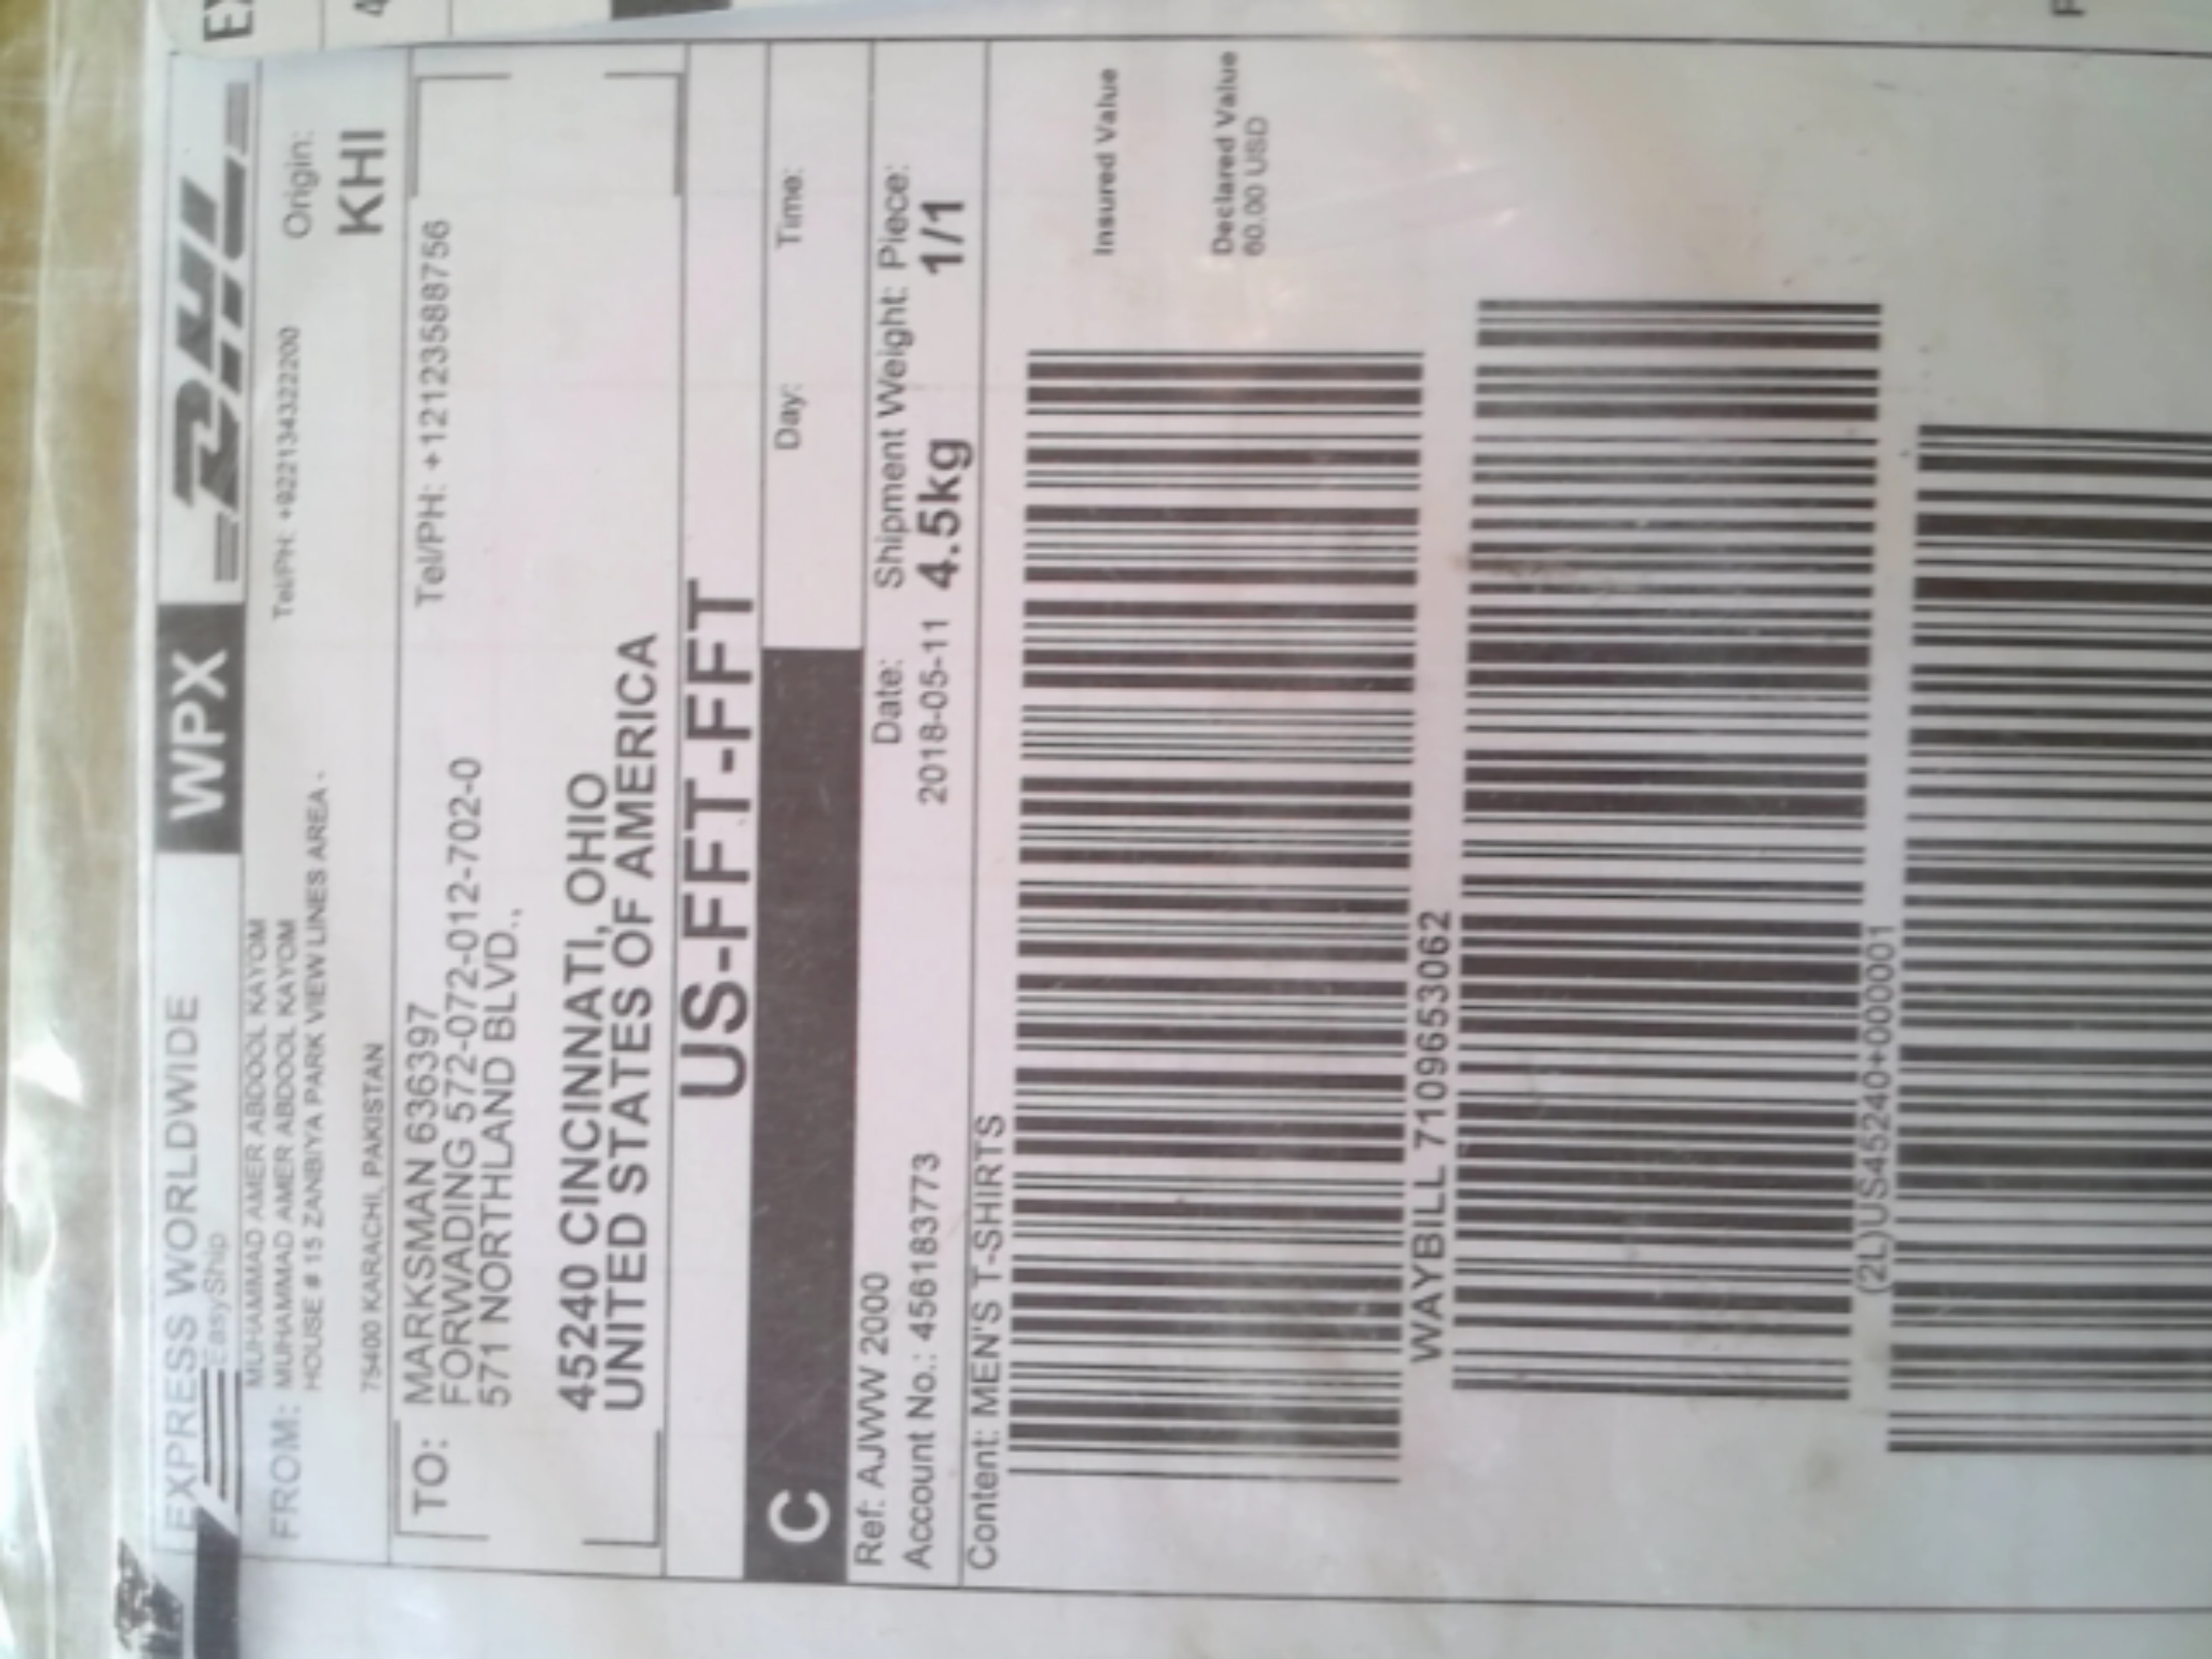 EXPRESS WORLDWIDE
EasyShip
WPX
DHL
FROM: MUHAMMAD AMER ABDOOL KAYOM
MUHAMMAD AMER ABDOOL KAYOM
HOUSE # 15 ZANBIYA PARK VIEW LINES AREA -
75400 KARACHI, PAKISTAN
Tel/PH: +922134322200
Origin:
KHI
TO: MARKSMAN 636397
FORWADING 572-072-012-702-0
571 NORTHLAND BLVD.,
Tel/PH: +12123588756
45240 CINCINNATI, OHIO
UNITED STATES OF AMERICA
US-FFT-FFT
C
Day:
Time:
Ref: AJWW 2000
Account No.: 456183773
Date:
2018-05-11
Shipment Weight:
4.5kg
Piece:
1/1
Content: MEN'S T-SHIRTS
Insured Value
Declared Value
60.00 USD
WAYBILL 7109653062
(2L)US45240+000001